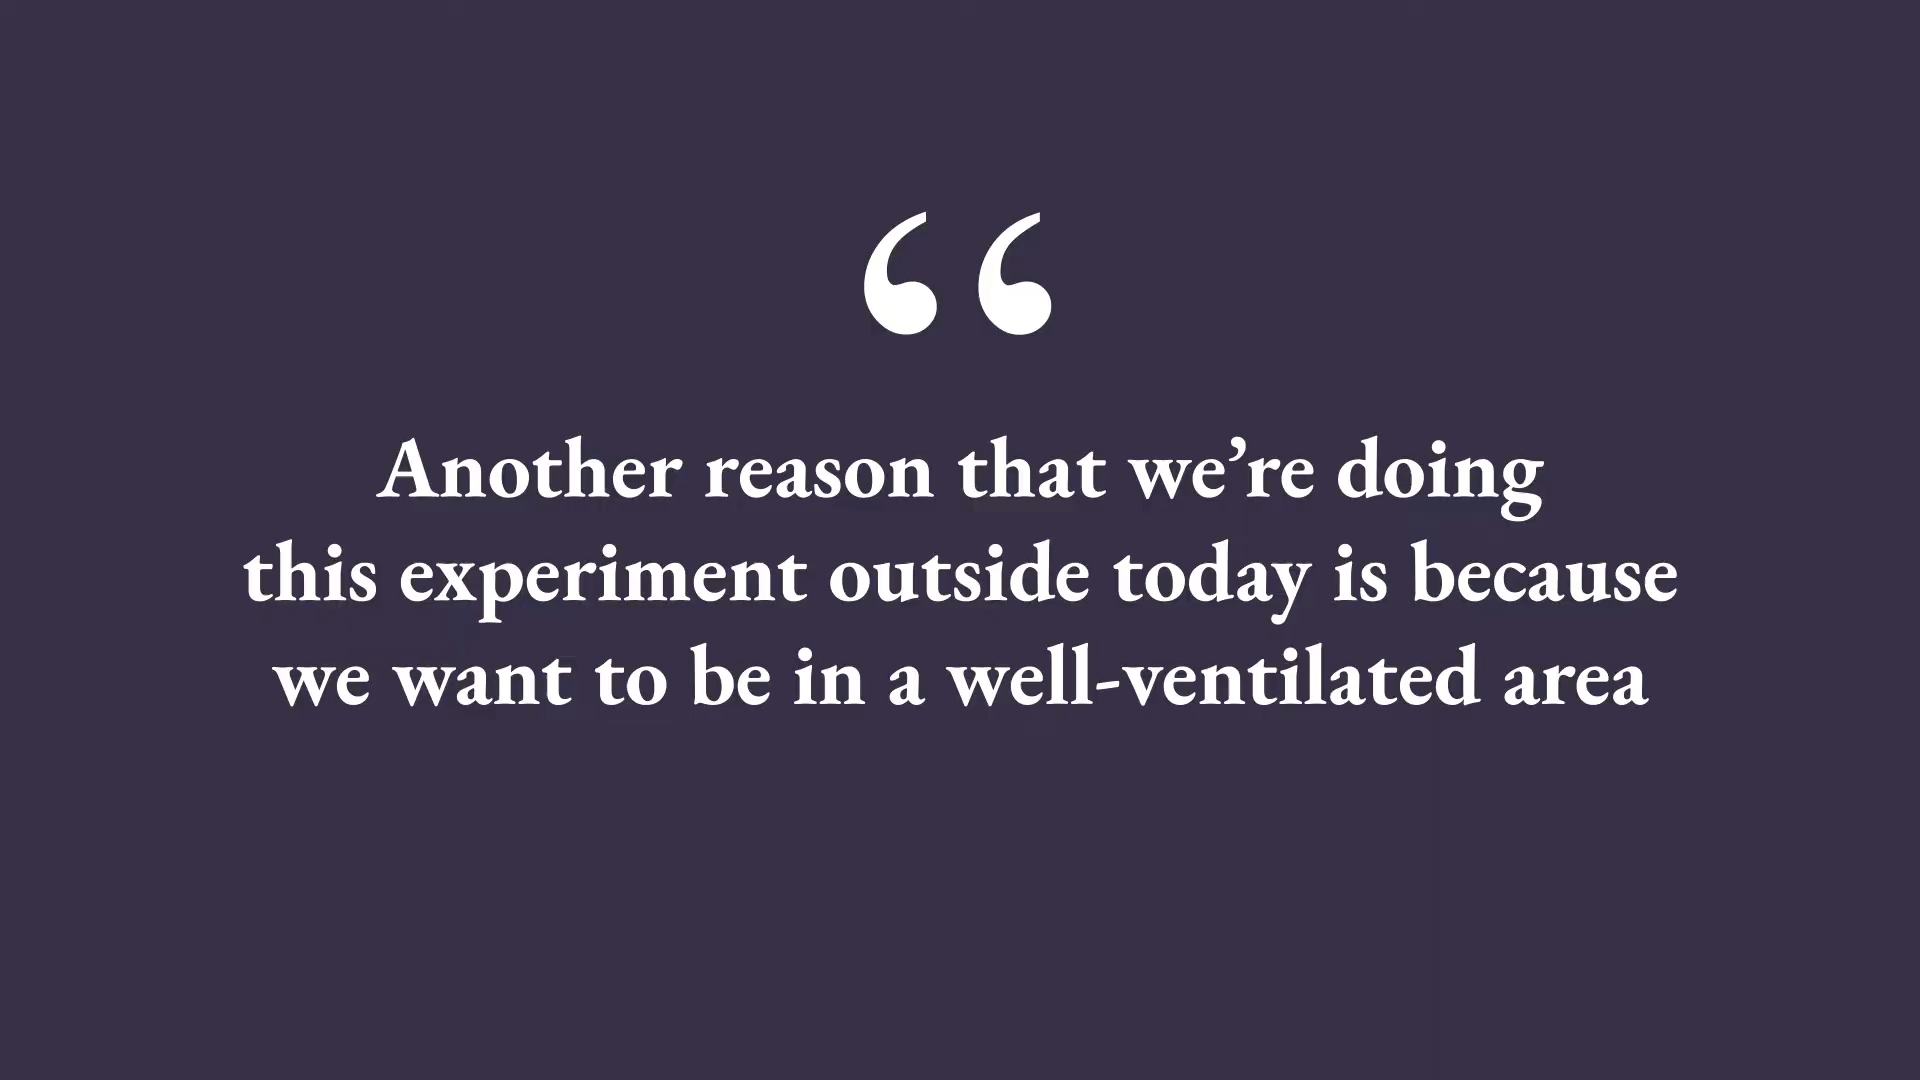 “
Another reason that we’re doing
this experiment outside today is because
we want to be in a well-ventilated area